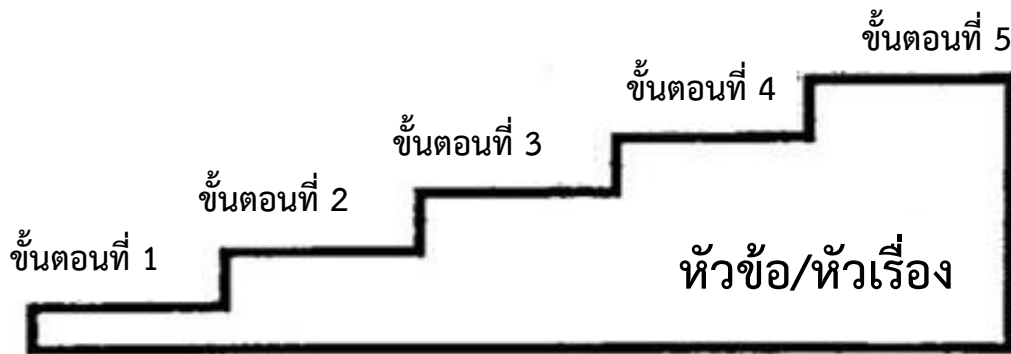 ขั้นตอนที่ 5
ขั้นตอนที่ 4
ขั้นตอนที่ 3
ขั้นตอนที่ 2
ขั้นตอนที่ 1
หัวข้อ/หัวเรื่อง